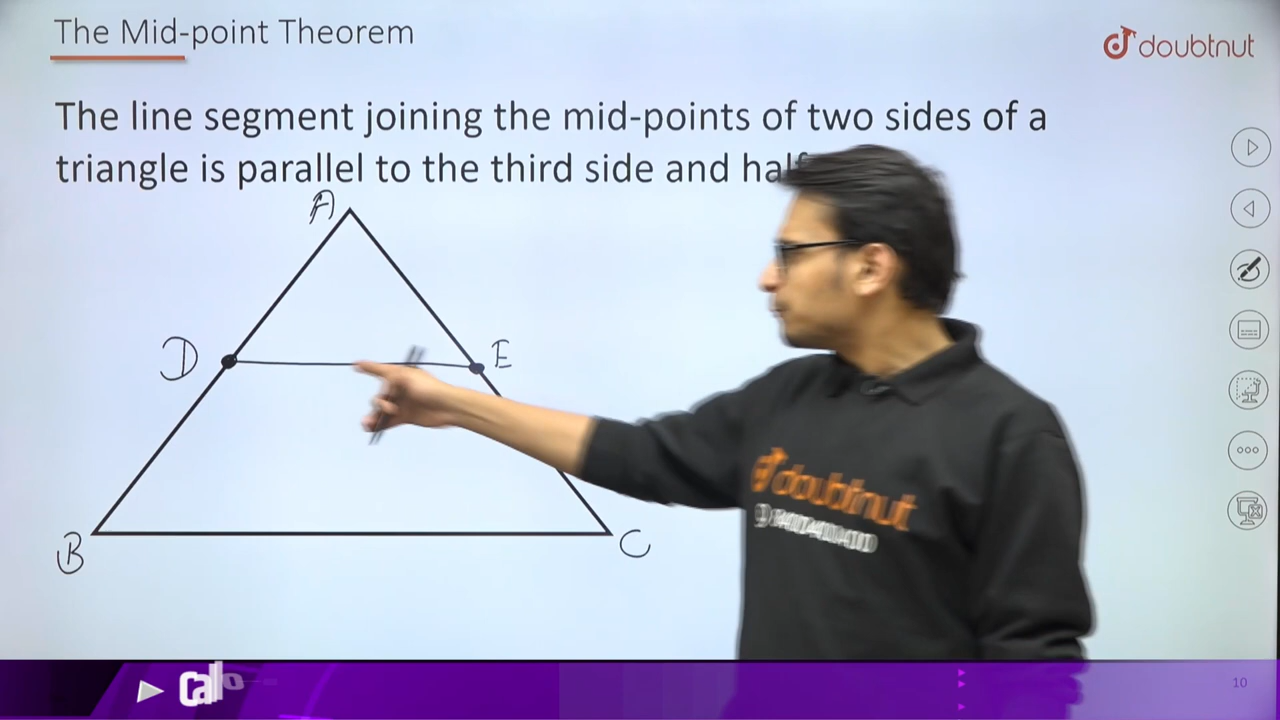 The Mid-point Theorem
doubtnut
The line segment joining the mid-points of two sides of a
triangle is parallel to the third side and half
A
D
E
B
C
doubtnut
10